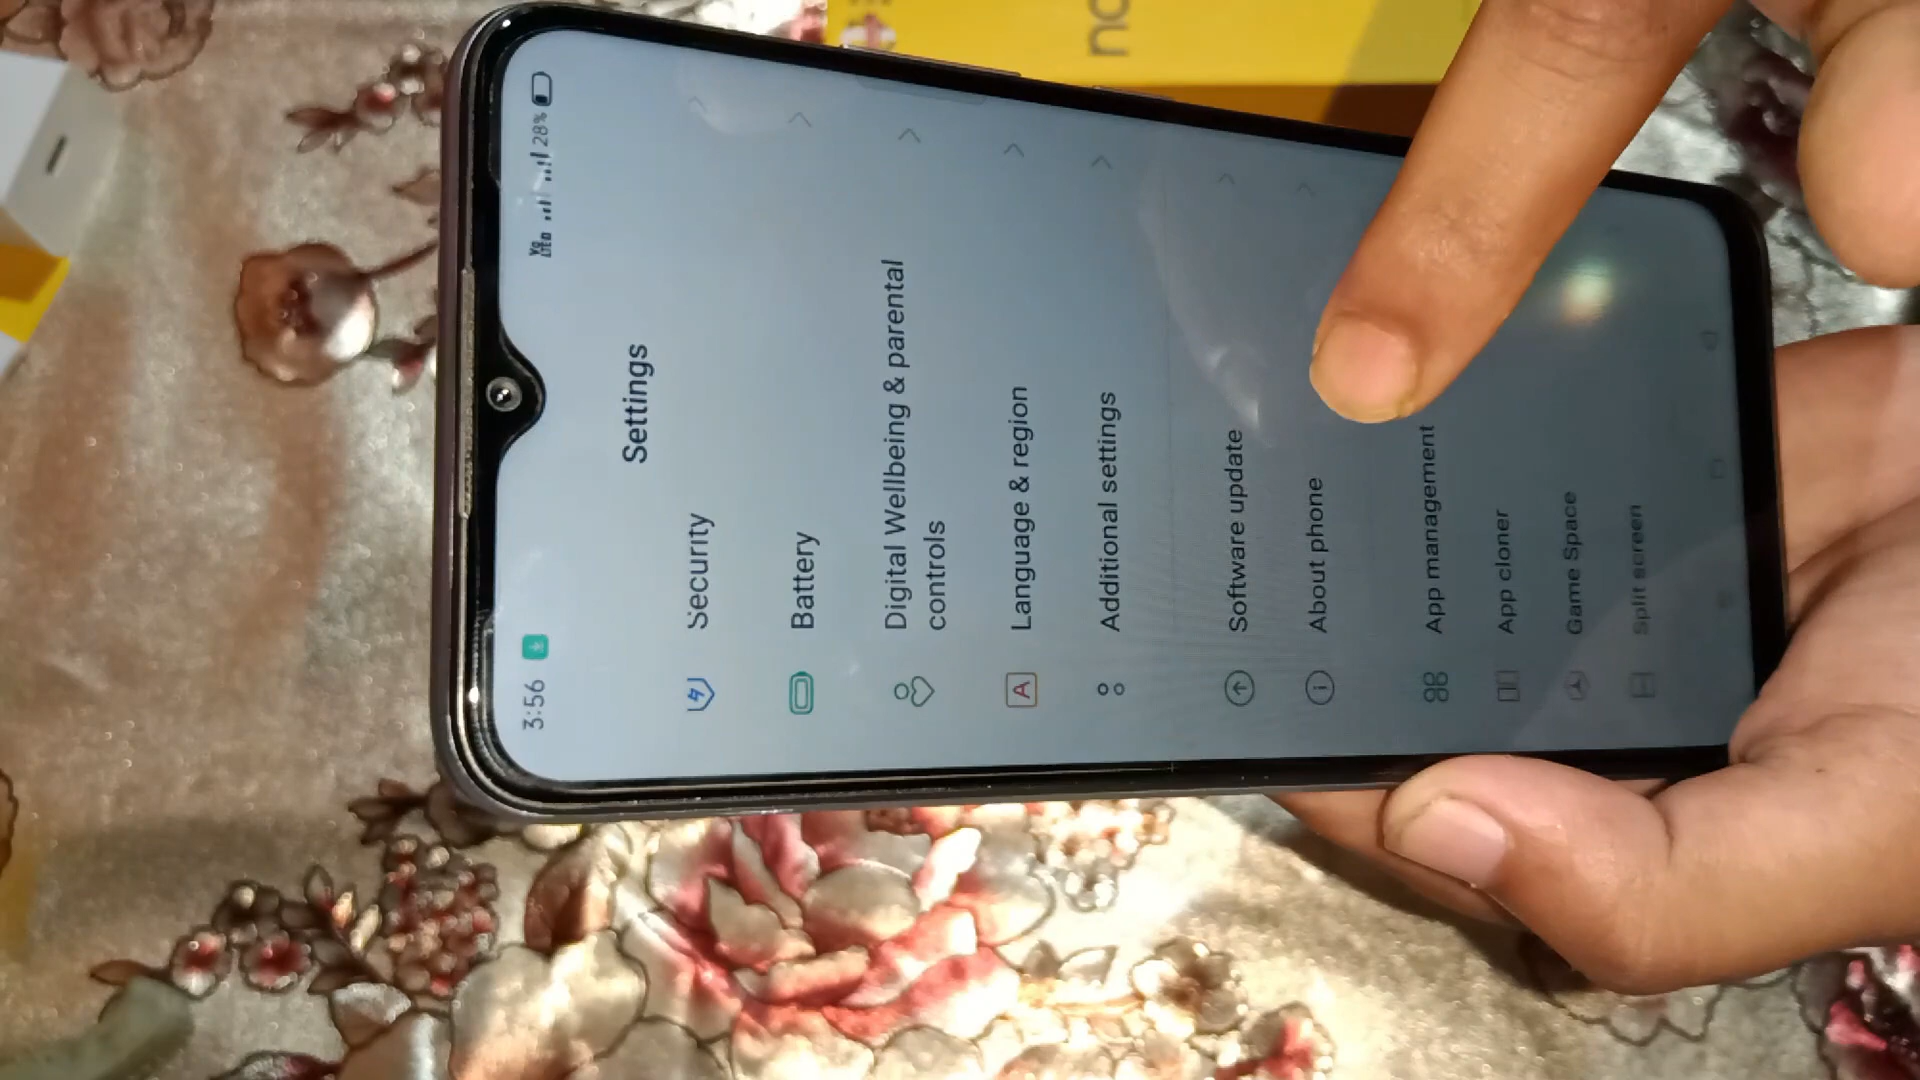 3:56
28%
Settings
Security
Battery
Digital Wellbeing & parental
controls
A Language & region
Additional settings
Software update
About phone
App management
App cloner
Game Space
Split screen